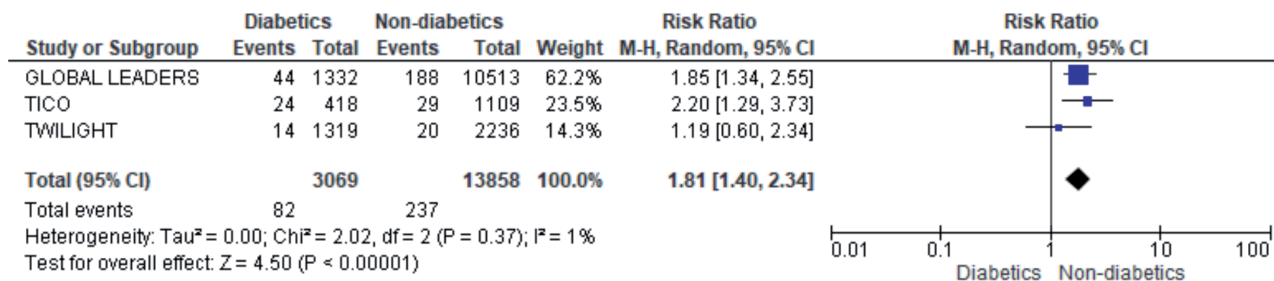 Diabetics Non-diabetics Risk Ratio Risk Ratio
Study or Subgroup Events Total Events Total Weight M-H, Random, 95% CI M-H, Random, 95% CI
GLOBAL LEADERS 44 1332 188 10513 62.2% 1.85 [1.34, 2.55]
TICO 24 418 29 1109 23.5% 2.20 [1.29, 3.73]
TWILIGHT 14 1319 20 2236 14.3% 1.19 [0.60, 2.34]
Total (95% CI) 3069 13858 100.0% 1.81 [1.40, 2.34]
Total events 82 237
Heterogeneity: Tau² = 0.00; Chi² = 2.02, df = 2 (P = 0.37); I² = 1%
Test for overall effect: Z = 4.50 (P < 0.00001)
0.01 0.1 1 10 100
Diabetics Non-diabetics